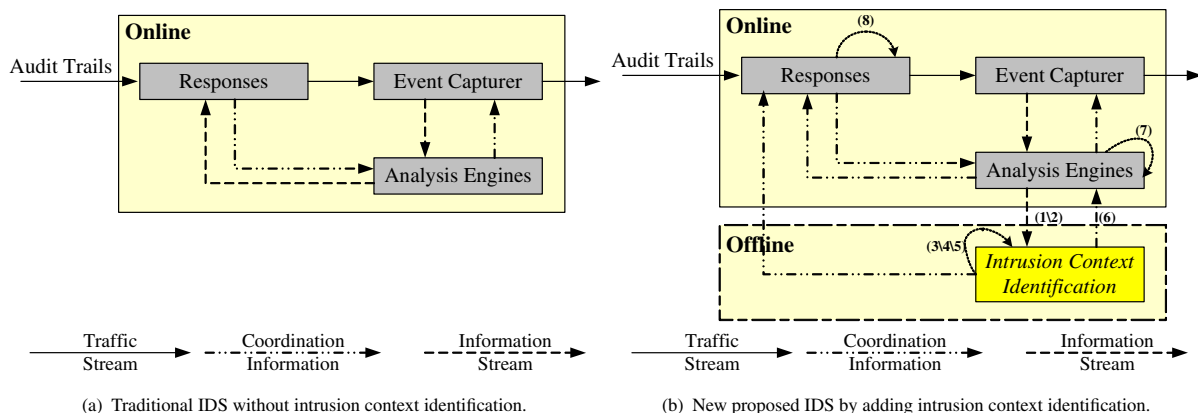 Online
Audit Trails
Responses
Event Capturer
Analysis Engines
Traffic
Stream
Coordination
Information
Information
Stream
(a) Traditional IDS without intrusion context identification.
Online
(8)
Audit Trails
Responses
Event Capturer
(7)
Analysis Engines
(1\2)
(6)
Offline
(3\4\5)
Intrusion Context
Identification
Traffic
Stream
Coordination
Information
Information
Stream
(b) New proposed IDS by adding intrusion context identification.